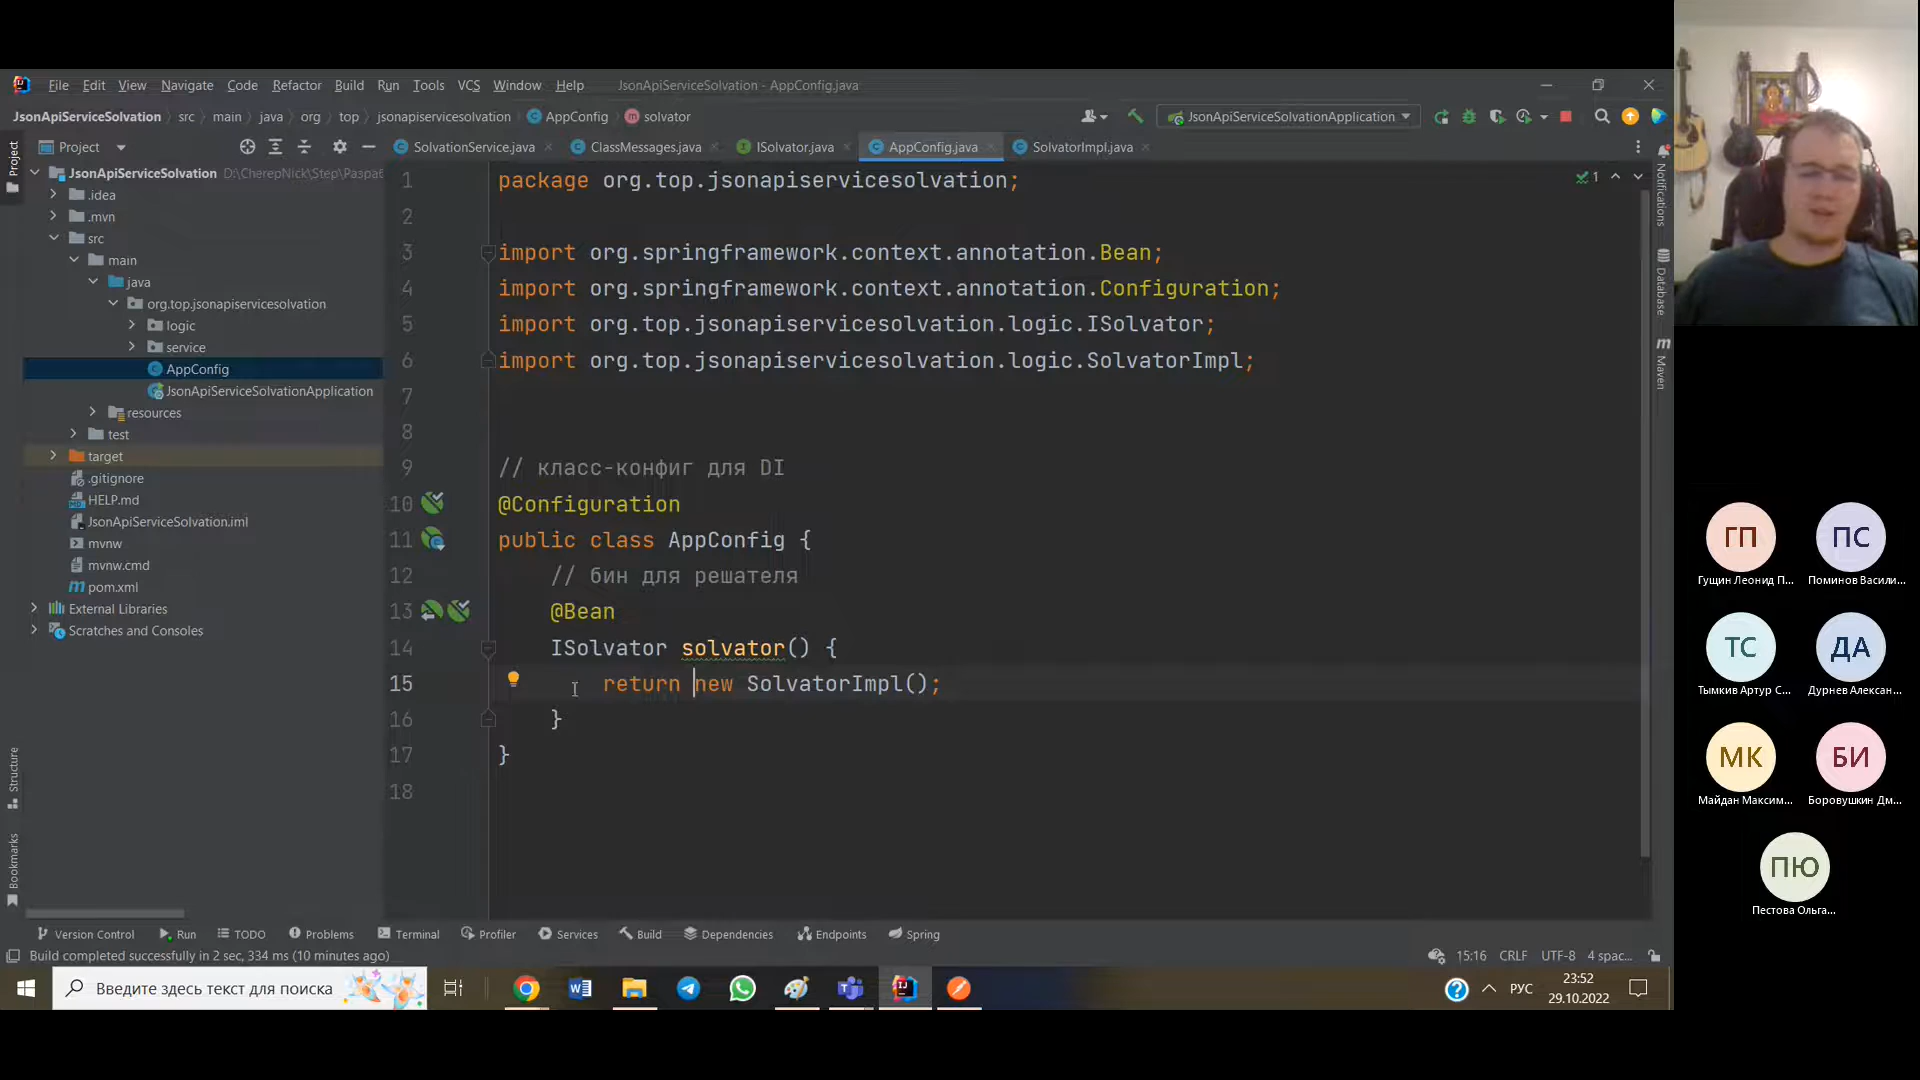 File Edit View Navigate Code Refactor Build Run Tools VCS Window Help JsonApiServiceSolvation - AppConfig.java
JsonApiServiceSolvation src main java org top jsonapiservicesolvation AppConfig solvator JsonApiServiceSolvationApplication
Project SolvationService.java ClassMessages.java ISolvator.java AppConfig.java SolvatorImpl.java
Project
JsonApiServiceSolvation D:\CherepNick\Step\Разраб
.idea
.mvn
src
main
java
org.top.jsonapiservicesolvation
logic
service
AppConfig
JsonApiServiceSolvationApplication
resources
test
target
.gitignore
HELP.md
JsonApiServiceSolvation.iml
mvnw
mvnw.cmd
pom.xml
External Libraries
Scratches and Consoles
Structure
Bookmarks
1 package org.top.jsonapiservicesolvation;
2
3 import org.springframework.context.annotation.Bean;
4 import org.springframework.context.annotation.Configuration;
5 import org.top.jsonapiservicesolvation.logic.ISolvator;
6 import org.top.jsonapiservicesolvation.logic.SolvatorImpl;
7
8
9 // класс-конфиг для DI
10 @Configuration
11 public class AppConfig {
12 // бин для решателя
13 @Bean
14 ISolvator solvator() {
15 return new SolvatorImpl();
16 }
17 }
18
1
Notifications
Database
Maven
Version Control Run TODO Problems Terminal Profiler Services Build Dependencies Endpoints Spring
Build completed successfully in 2 sec, 334 ms (10 minutes ago) 15:16 CRLF UTF-8 4 spac...
Введите здесь текст для поиска РУС 23:52
29.10.2022
ГП ПС
Гущин Леонид П... Поминов Васили...
ТС ДА
Тымкив Артур С... Дурнев Алексан...
МК БИ
Майдан Максим... Боровушкин Дм...
ПЮ
Пестова Ольга...